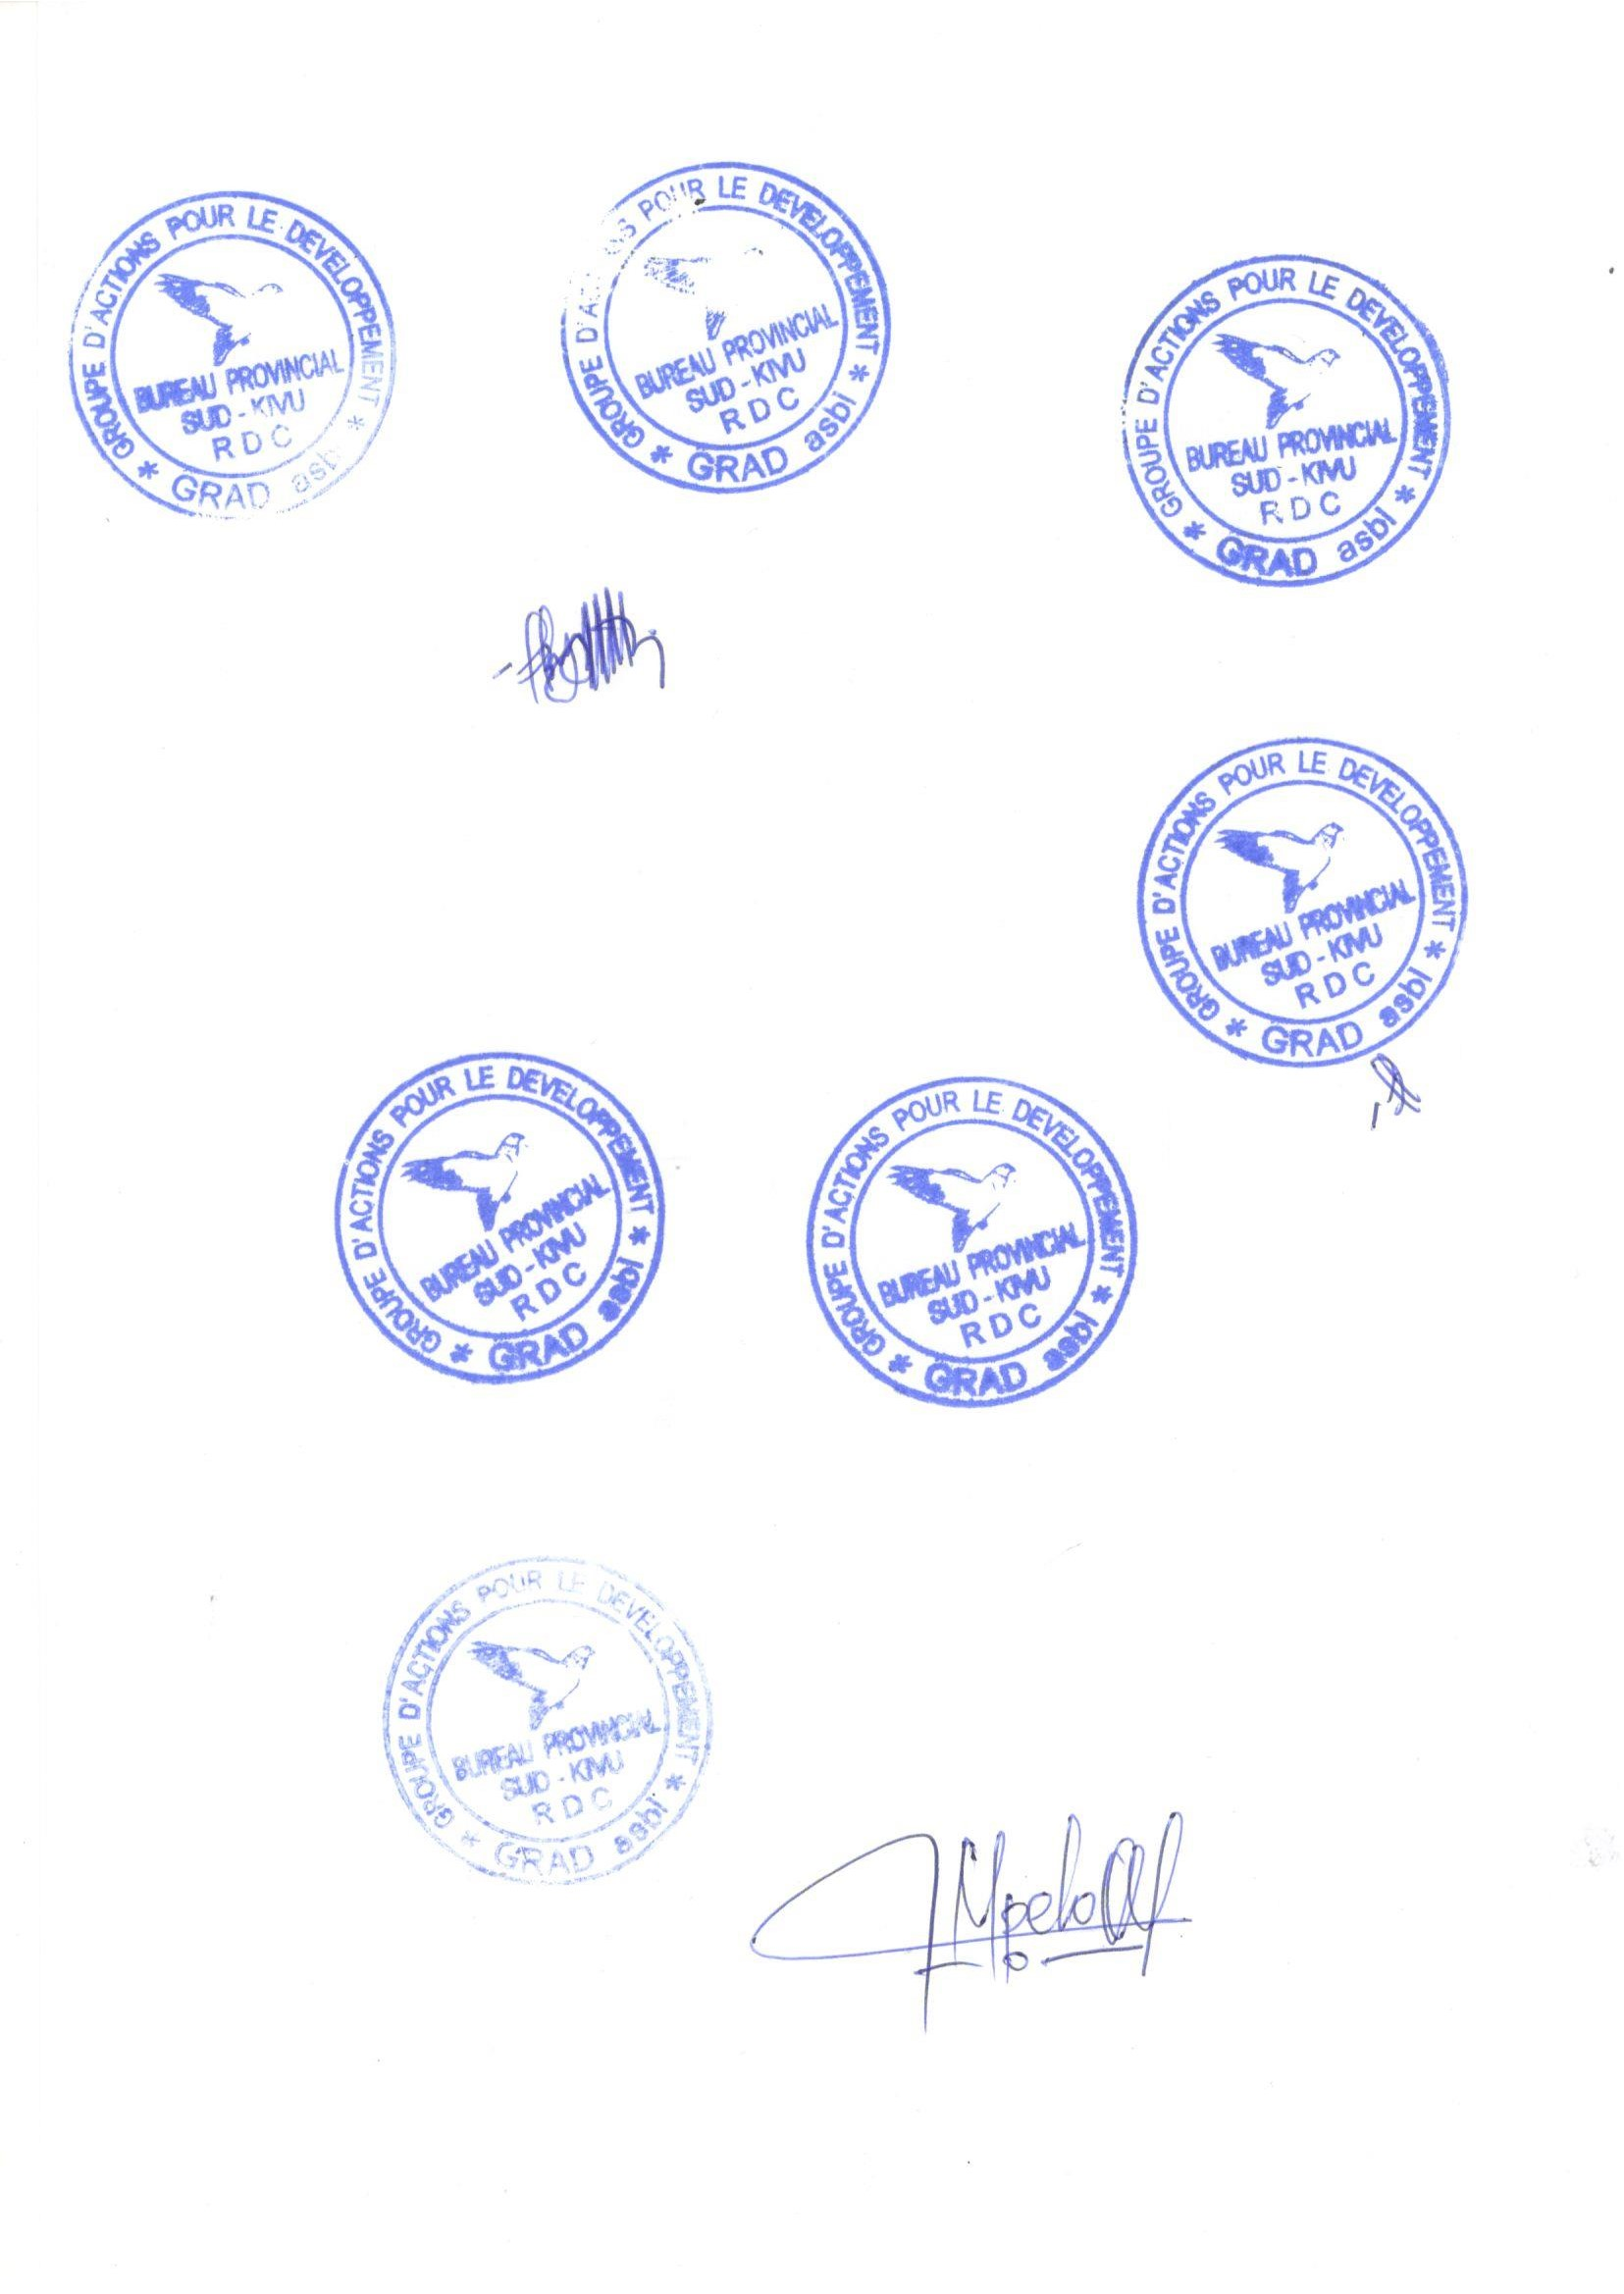 GROUPE D'ACTIONS POUR LE DEVELOPPEMENT
BUREAU PROVINCIAL
SUD - KIVU
RDC
* GRAD asbl *
GROUPE D'A OS POUR LE DEVELOPPEMENT
BUREAU PROVINCIAL
SUD - KIVU
RDC
* GRAD asbl *
GROUPE D'ACTIONS POUR LE DEVELOPPEMENT
BUREAU PROVINCIAL
SUD - KIVU
RDC
* GRAD asbl *
GROUPE D'ACTIONS POUR LE DEVELOPPEMENT
BUREAU PROVINCIAL
SUD - KIVU
RDC
* GRAD asbl *
GROUPE D'ACTIONS POUR LE DEVELOPPEMENT
BUREAU PROVINCIAL
SUD - KIVU
RDC
* GRAD asbl *
GROUPE D'ACTIONS POUR LE DEVELOPPEMENT
BUREAU PROVINCIAL
SUD - KIVU
RDC
* GRAD asbl *
GROUPE D'ACTIONS POUR LE DEVELOPPEMENT
BUREAU PROVINCIAL
SUD - KIVU
RDC
* GRAD asbl *